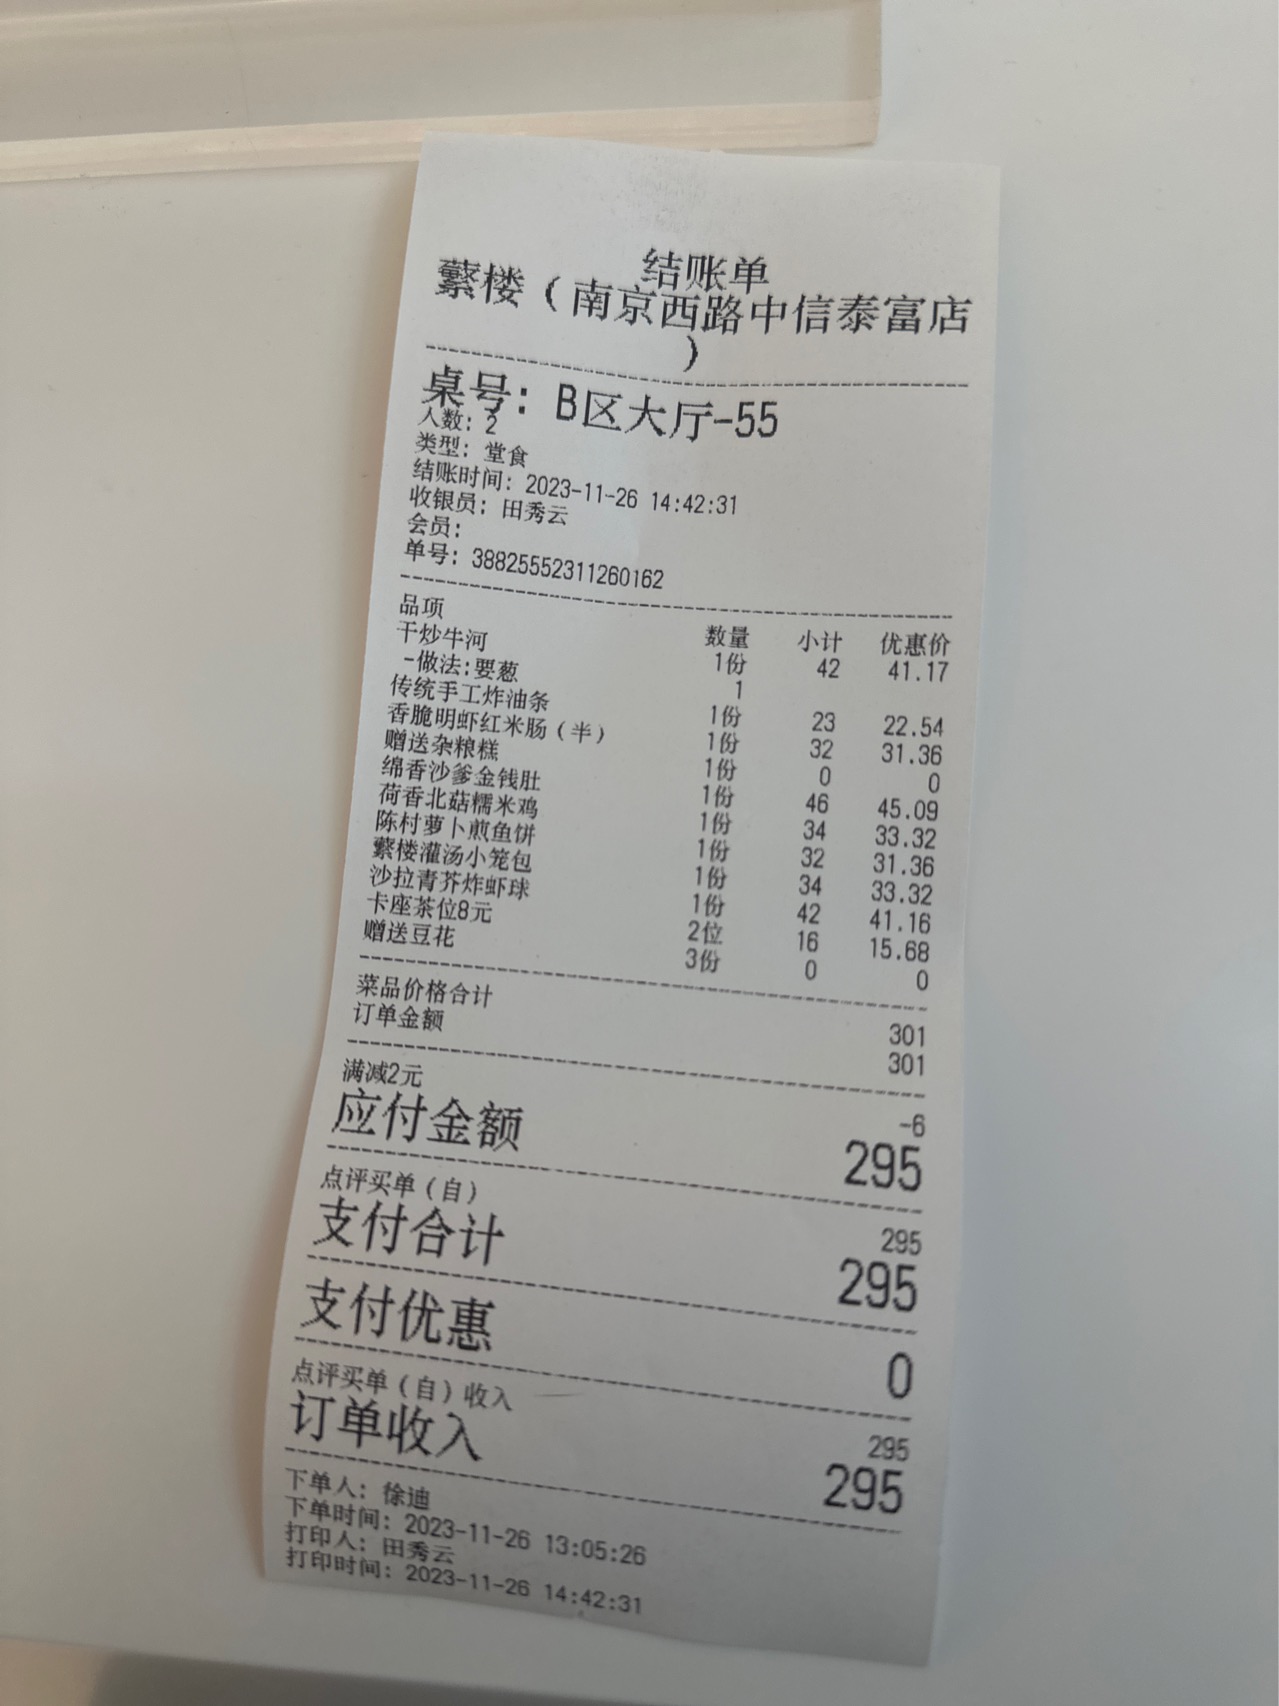 结账单
蘩楼（南京西路中信泰富店
）
桌号：B区大厅-55
人数：2
类型：堂食
结账时间：2023-11-26 14:42:31
收银员：田秀云
会员：
单号：38825552311260162
品项 数量 小计 优惠价
干炒牛河 1份 42 41.17
-做法:要葱 1
传统手工炸油条 1份 23 22.54
香脆明虾红米肠（半） 1份 32 31.36
赠送杂粮糕 1份 0 0
绵香沙爹金钱肚 1份 46 45.09
荷香北菇糯米鸡 1份 34 33.32
陈村萝卜煎鱼饼 1份 32 31.36
蘩楼灌汤小笼包 1份 34 33.32
沙拉青芥炸虾球 1份 42 41.16
卡座茶位8元 2位 16 15.68
赠送豆花 3份 0 0
菜品价格合计 301
订单金额 301
满减2元 -6
应付金额 295
点评买单（自） 295
支付合计 295
支付优惠 0
点评买单（自）收入 295
订单收入 295
下单人：徐迪
下单时间：2023-11-26 13:05:26
打印人：田秀云
打印时间：2023-11-26 14:42:31